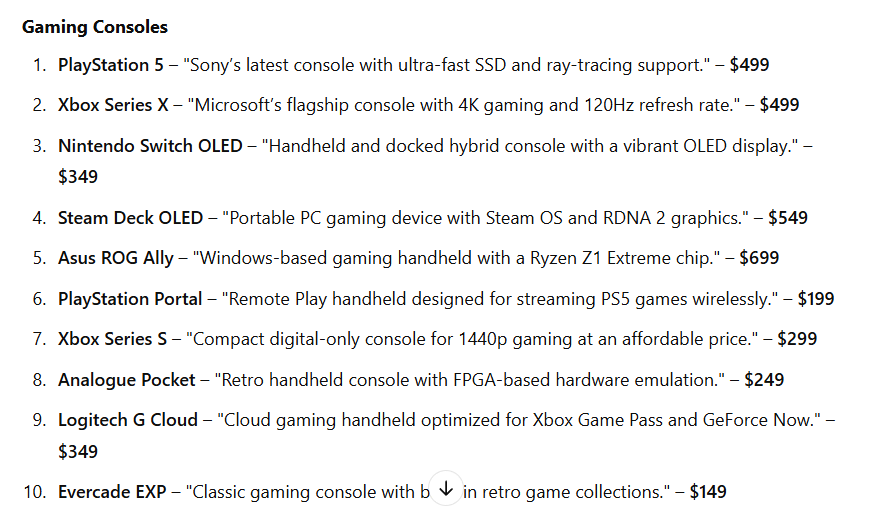 Gaming Consoles
1. PlayStation 5 – "Sony's latest console with ultra-fast SSD and ray-tracing support." – $499
2. Xbox Series X – "Microsoft's flagship console with 4K gaming and 120Hz refresh rate." – $499
3. Nintendo Switch OLED – "Handheld and docked hybrid console with a vibrant OLED display." –
$349
4. Steam Deck OLED – "Portable PC gaming device with Steam OS and RDNA 2 graphics." – $549
5. Asus ROG Ally – "Windows-based gaming handheld with a Ryzen Z1 Extreme chip." – $699
6. PlayStation Portal – "Remote Play handheld designed for streaming PS5 games wirelessly." – $199
7. Xbox Series S – "Compact digital-only console for 1440p gaming at an affordable price." – $299
8. Analogue Pocket – "Retro handheld console with FPGA-based hardware emulation." – $249
9. Logitech G Cloud – "Cloud gaming handheld optimized for Xbox Game Pass and GeForce Now." –
$349
10. Evercade EXP – "Classic gaming console with in retro game collections." – $149